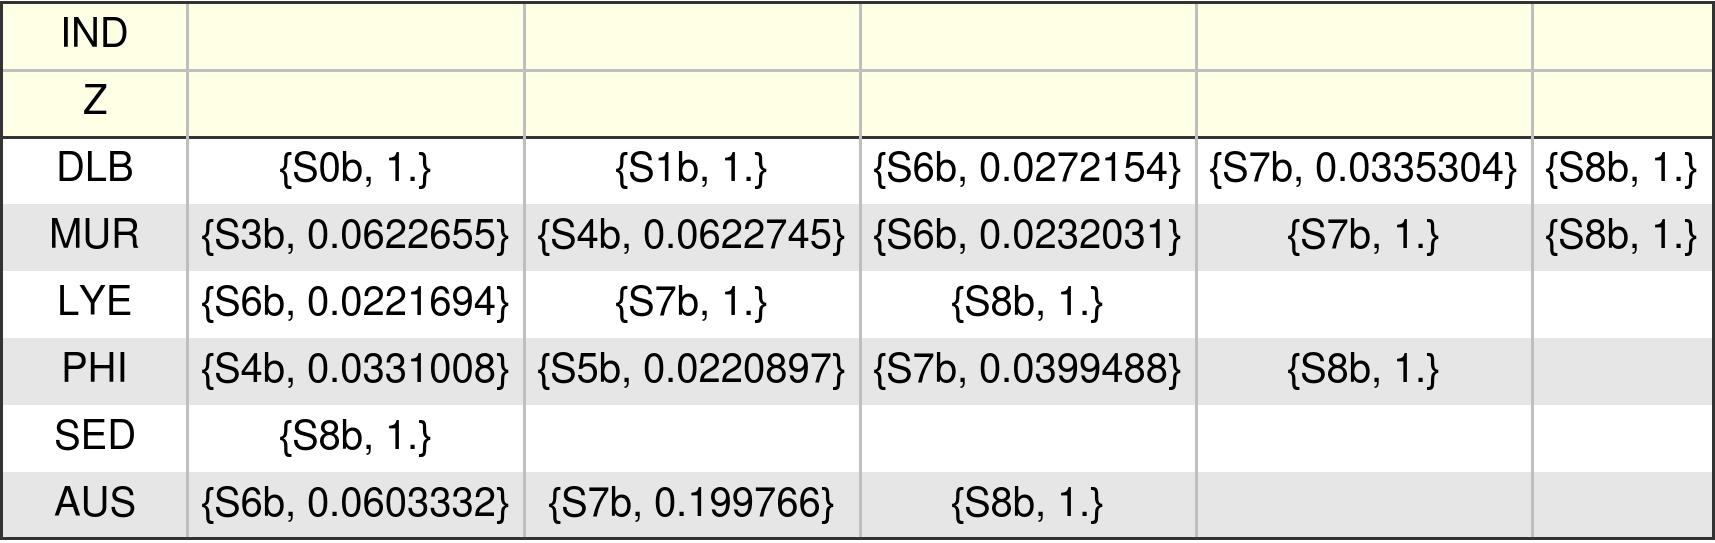 IND
Z
DLB {S0b, 1.} {S1b, 1.} {S6b, 0.0272154} {S7b, 0.0335304} {S8b, 1.}
MUR {S3b, 0.0622655} {S4b, 0.0622745} {S6b, 0.0232031} {S7b, 1.} {S8b, 1.}
LYE {S6b, 0.0221694} {S7b, 1.} {S8b, 1.}
PHI {S4b, 0.0331008} {S5b, 0.0220897} {S7b, 0.0399488} {S8b, 1.}
SED {S8b, 1.}
AUS {S6b, 0.0603332} {S7b, 0.199766} {S8b, 1.}